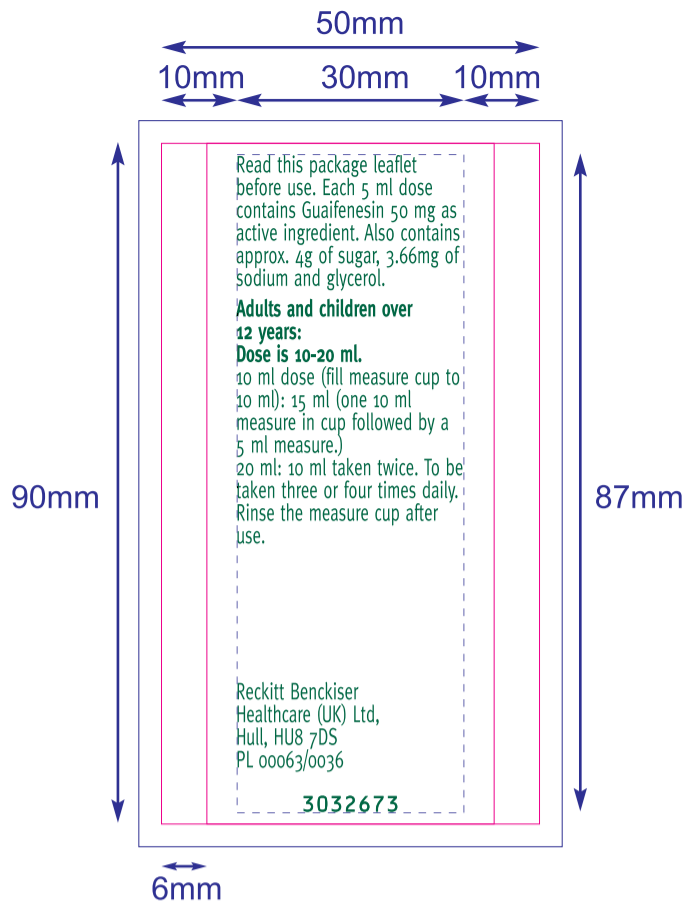 50mm
10mm 30mm 10mm
Read this package leaflet
before use. Each 5 ml dose
contains Guaifenesin 50 mg as
active ingredient. Also contains
approx. 4g of sugar, 3.66mg of
sodium and glycerol.
Adults and children over
12 years:
Dose is 10-20 ml.
10 ml dose (fill measure cup to
10 ml): 15 ml (one 10 ml
measure in cup followed by a
5 ml measure.)
20 ml: 10 ml taken twice. To be
taken three or four times daily.
Rinse the measure cup after
use.
90mm
87mm
Reckitt Benckiser
Healthcare (UK) Ltd,
Hull, HU8 7DS
PL 00063/0036
3032673
6mm